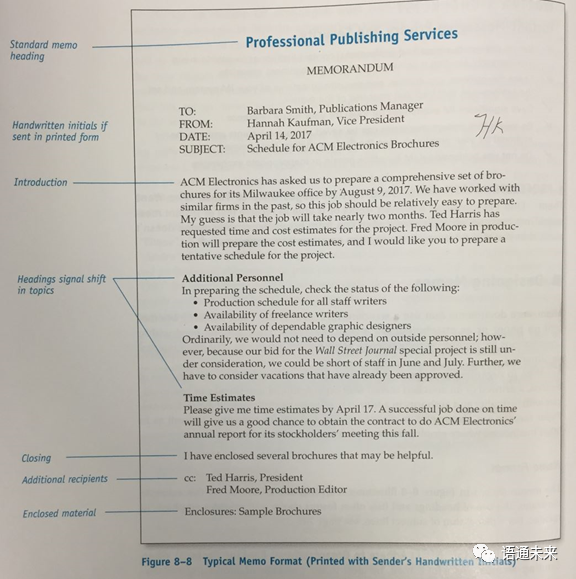 Standard memo
heading
Professional Publishing Services
MEMORANDUM
Handwritten initials if
sent in printed form
TO: Barbara Smith, Publications Manager
FROM: Hannah Kaufman, Vice President
DATE: April 14, 2017
SUBJECT: Schedule for ACM Electronics Brochures
HK
Introduction
ACM Electronics has asked us to prepare a comprehensive set of bro-
chures for its Milwaukee office by August 9, 2017. We have worked with
similar firms in the past, so this job should be relatively easy to prepare.
My guess is that the job will take nearly two months. Ted Harris has
requested time and cost estimates for the project. Fred Moore in produc-
tion will prepare the cost estimates, and I would like you to prepare a
tentative schedule for the project.
Headings signal shift
in topics
Additional Personnel
In preparing the schedule, check the status of the following:
• Production schedule for all staff writers
• Availability of freelance writers
• Availability of dependable graphic designers
Ordinarily, we would not need to depend on outside personnel; how-
ever, because our bid for the Wall Street Journal special project is still un-
der consideration, we could be short of staff in June and July. Further, we
have to consider vacations that have already been approved.
Time Estimates
Please give me time estimates by April 17. A successful job done on time
will give us a good chance to obtain the contract to do ACM Electronics'
annual report for its stockholders' meeting this fall.
Closing
I have enclosed several brochures that may be helpful.
Additional recipients
cc: Ted Harris, President
Fred Moore, Production Editor
Enclosed material
Enclosures: Sample Brochures
Figure 8–8 Typical Memo Format (Printed with Sender's Handwritten Initials)
语通未来